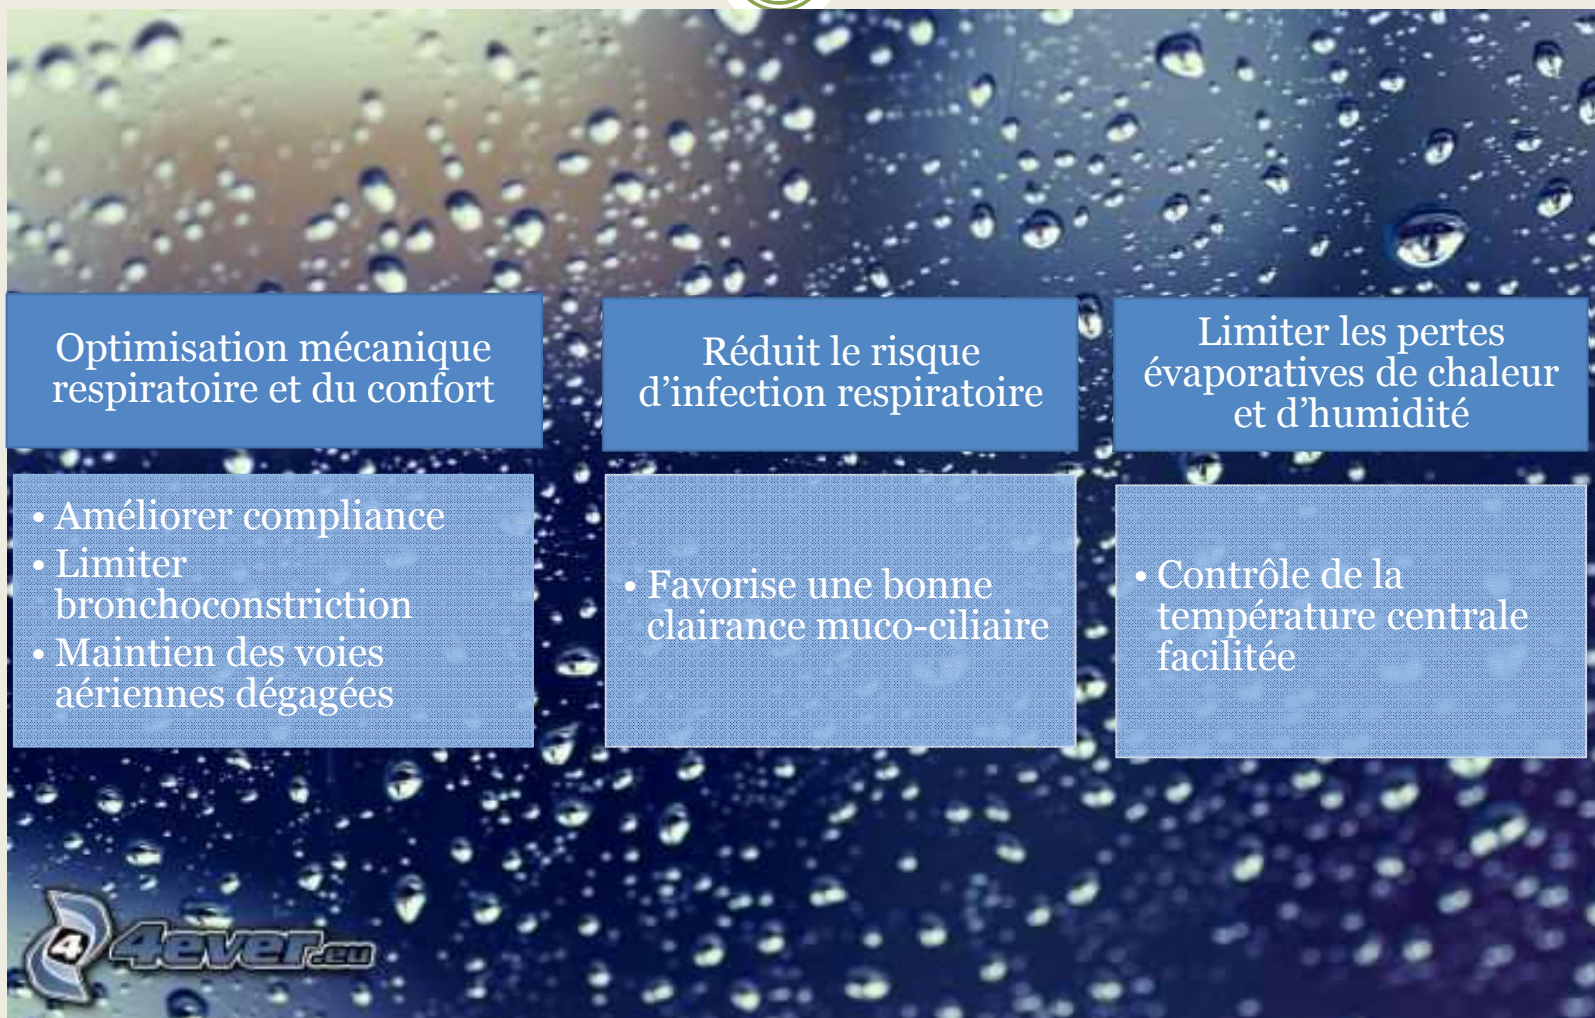 Optimisation mécanique
respiratoire et du confort
• Améliorer compliance
• Limiter
bronchoconstriction
• Maintien des voies
aériennes dégagées
Réduit le risque
d’infection respiratoire
• Favorise une bonne
clairance muco-ciliaire
Limiter les pertes
évaporatives de chaleur
et d’humidité
• Contrôle de la
température centrale
facilitée
4 4ever.eu